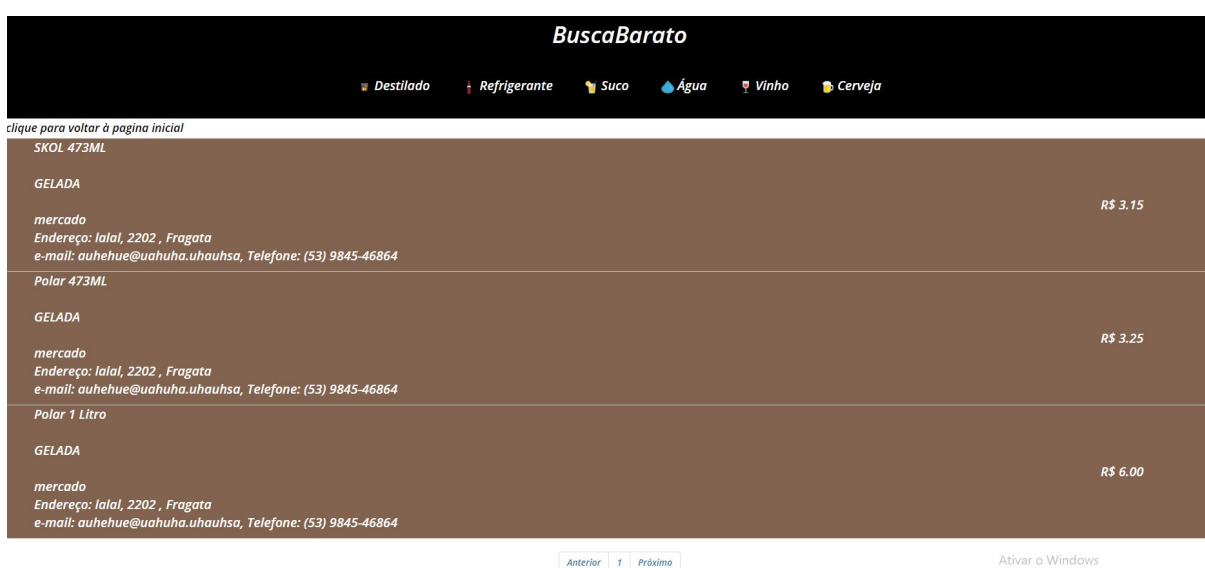 BuscaBarato
Destilado Refrigerante Suco Água Vinho Cerveja
clique para voltar à pagina inicial
SKOL 473ML
GELADA
R$ 3.15
mercado
Endereço: lalal, 2202 , Fragata
e-mail: auhehue@uahuha.uhauhsa, Telefone: (53) 9845-46864
Polar 473ML
GELADA
R$ 3.25
mercado
Endereço: lalal, 2202 , Fragata
e-mail: auhehue@uahuha.uhauhsa, Telefone: (53) 9845-46864
Polar 1 Litro
GELADA
R$ 6.00
mercado
Endereço: lalal, 2202 , Fragata
e-mail: auhehue@uahuha.uhauhsa, Telefone: (53) 9845-46864
Anterior 1 Próximo
Ativar o Windows